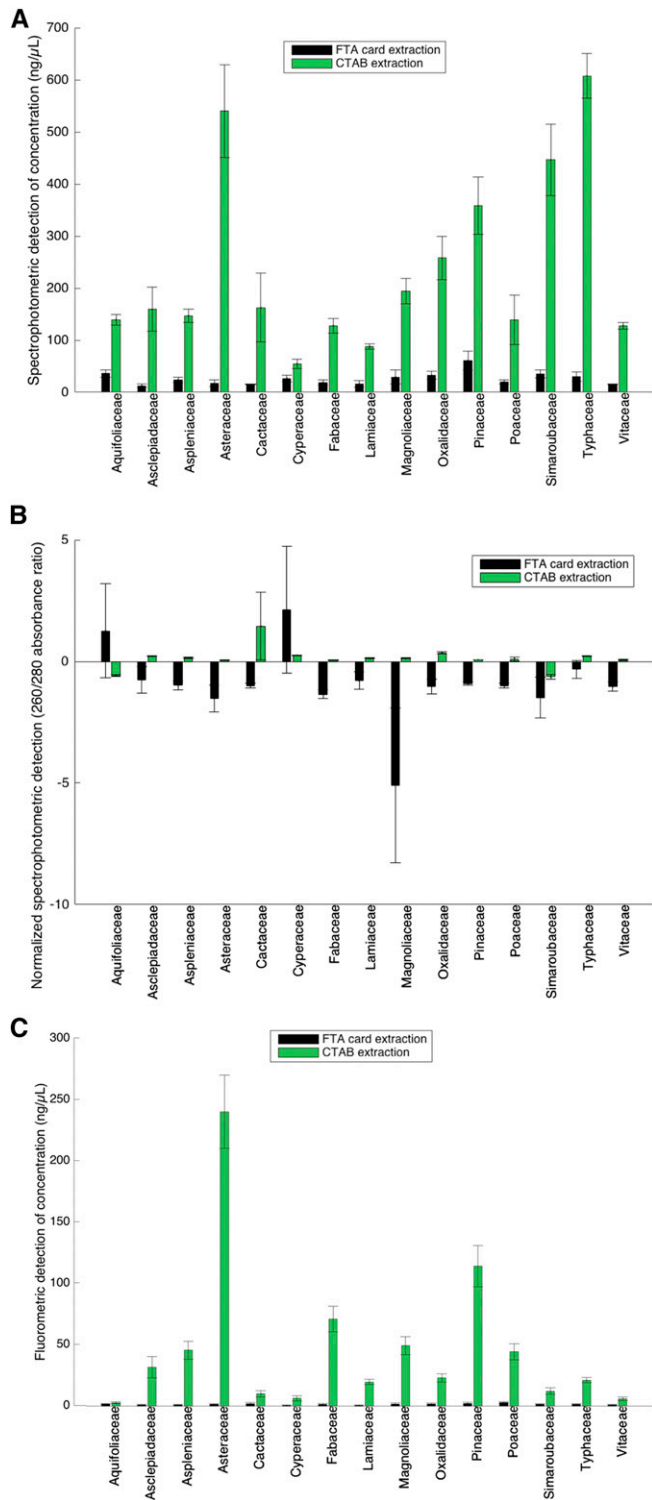 A
Spectrophotometric detection of concentration (ng/µL)
700
600
500
400
300
200
100
0
FTA card extraction
CTAB extraction
Aquifoliaceae
Asclepiadaceae
Aspleniaceae
Asteraceae
Cactaceae
Cyperaceae
Fabaceae
Lamiaceae
Magnoliaceae
Oxalidaceae
Pinaceae
Poaceae
Simaroubaceae
Typhaceae
Vitaceae
B
Normalized spectrophotometric detection (260/280 absorbance ratio)
5
0
-5
-10
FTA card extraction
CTAB extraction
Aquifoliaceae
Asclepiadaceae
Aspleniaceae
Asteraceae
Cactaceae
Cyperaceae
Fabaceae
Lamiaceae
Magnoliaceae
Oxalidaceae
Pinaceae
Poaceae
Simaroubaceae
Typhaceae
Vitaceae
C
Fluorometric detection of concentration (ng/µL)
300
250
200
150
100
50
0
FTA card extraction
CTAB extraction
Aquifoliaceae
Asclepiadaceae
Aspleniaceae
Asteraceae
Cactaceae
Cyperaceae
Fabaceae
Lamiaceae
Magnoliaceae
Oxalidaceae
Pinaceae
Poaceae
Simaroubaceae
Typhaceae
Vitaceae